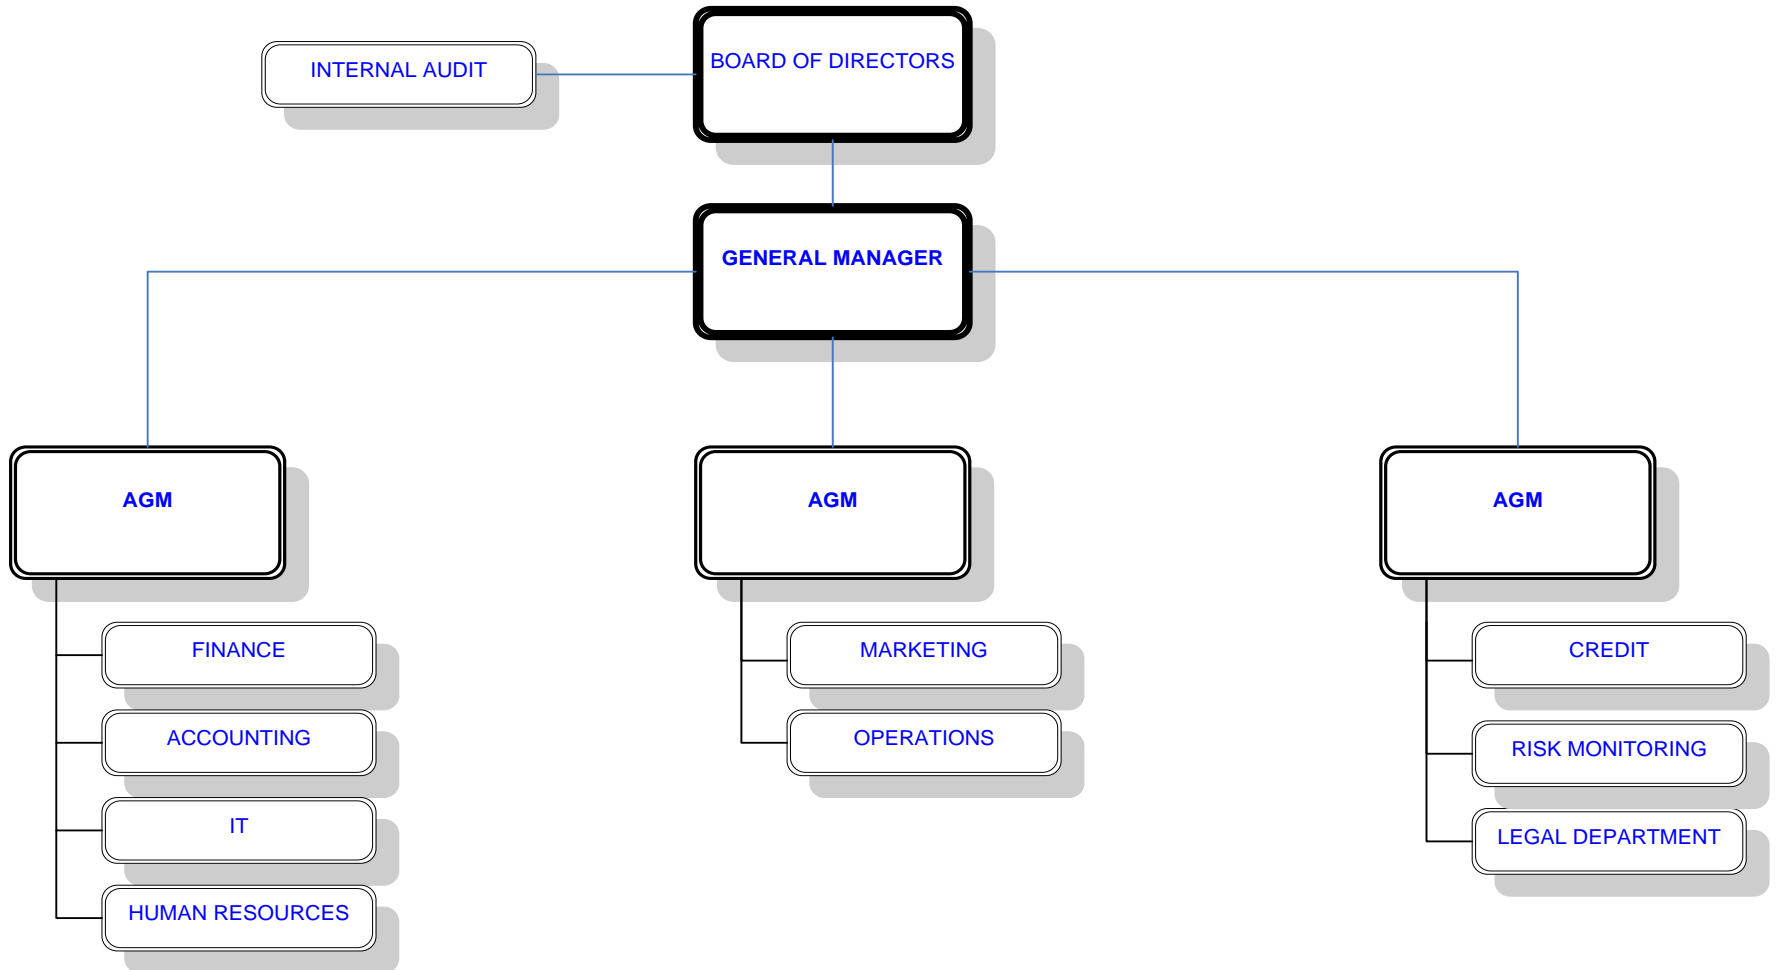 INTERNAL AUDIT
BOARD OF DIRECTORS
GENERAL MANAGER
AGM
AGM
AGM
FINANCE
ACCOUNTING
IT
HUMAN RESOURCES
MARKETING
OPERATIONS
CREDIT
RISK MONITORING
LEGAL DEPARTMENT